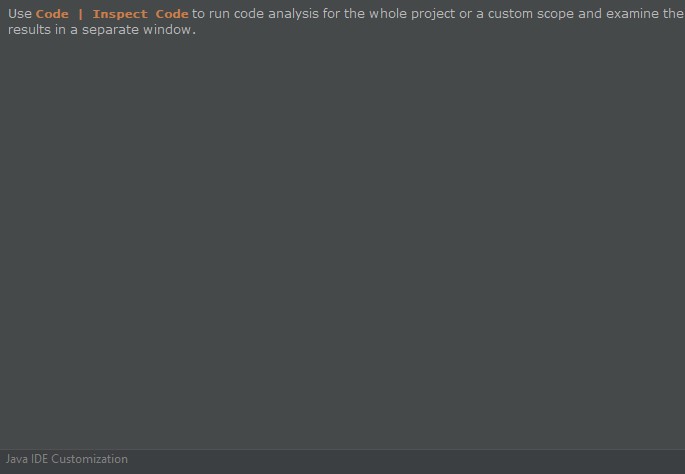 Use Code | Inspect Code to run code analysis for the whole project or a custom scope and examine the
results in a separate window.
Java IDE Customization